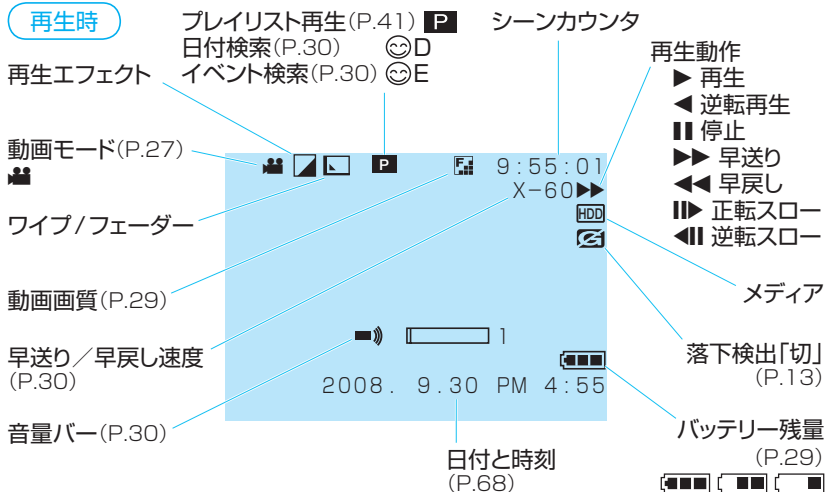 再生時
プレイリスト再生(P.41) P
日付検索(P.30) D
イベント検索(P.30) E
シーンカウンタ
再生エフェクト
動画モード(P.27)
ワイプ/フェーダー
動画画質(P.29)
早送り/早戻し速度
(P.30)
音量バー(P.30)
P
F
9:55:01
X-60▶▶
HDD
1
2008. 9.30 PM 4:55
日付と時刻
(P.68)
再生動作
▶ 再生
◀ 逆転再生
❚❚ 停止
▶▶ 早送り
◀◀ 早戻し
❚❚▶ 正転スロー
◀❚❚ 逆転スロー
メディア
落下検出「切」
(P.13)
バッテリー残量
(P.29)